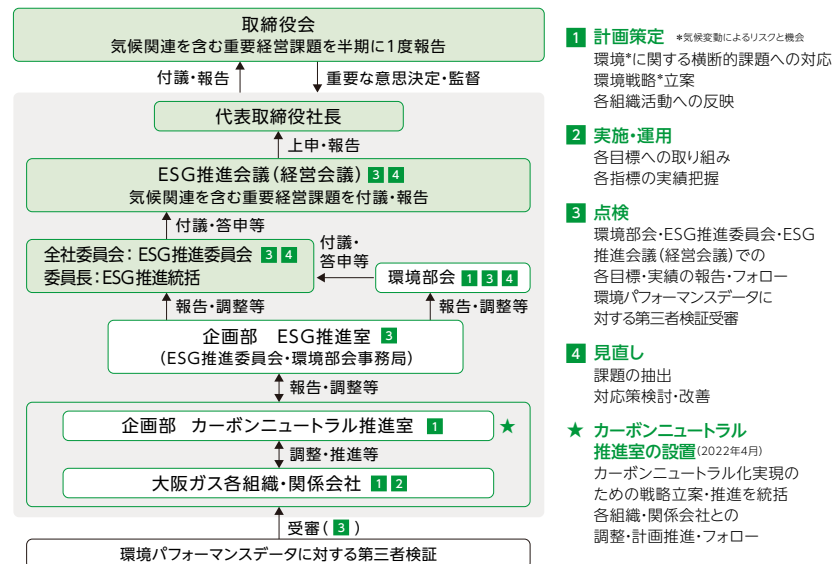 取締役会
気候関連を含む重要経営課題を半期に1度報告
付議・報告
重要な意思決定・監督
代表取締役社長
上申・報告
ESG推進会議(経営会議) 3 4
気候関連を含む重要経営課題を付議・報告
付議・答申等
全社委員会：ESG推進委員会 3 4
委員長：ESG推進統括
付議・
答申等
環境部会 1 3 4
報告・調整等
報告・調整等
企画部 ESG推進室 3
(ESG推進委員会・環境部会事務局)
報告・調整等
企画部 カーボンニュートラル推進室 1
★
調整・推進等
大阪ガス各組織・関係会社 1 2
受審( 3 )
環境パフォーマンスデータに対する第三者検証
1 計画策定 *気候変動によるリスクと機会
環境*に関する横断的課題への対応
環境戦略*立案
各組織活動への反映
2 実施・運用
各目標への取り組み
各指標の実績把握
3 点検
環境部会・ESG推進委員会・ESG
推進会議(経営会議)での
各目標・実績の報告・フォロー
環境パフォーマンスデータに
対する第三者検証受審
4 見直し
課題の抽出
対応策検討・改善
★ カーボンニュートラル
推進室の設置(2022年4月)
カーボンニュートラル化実現の
ための戦略立案・推進を統括
各組織・関係会社との
調整・計画推進・フォロー